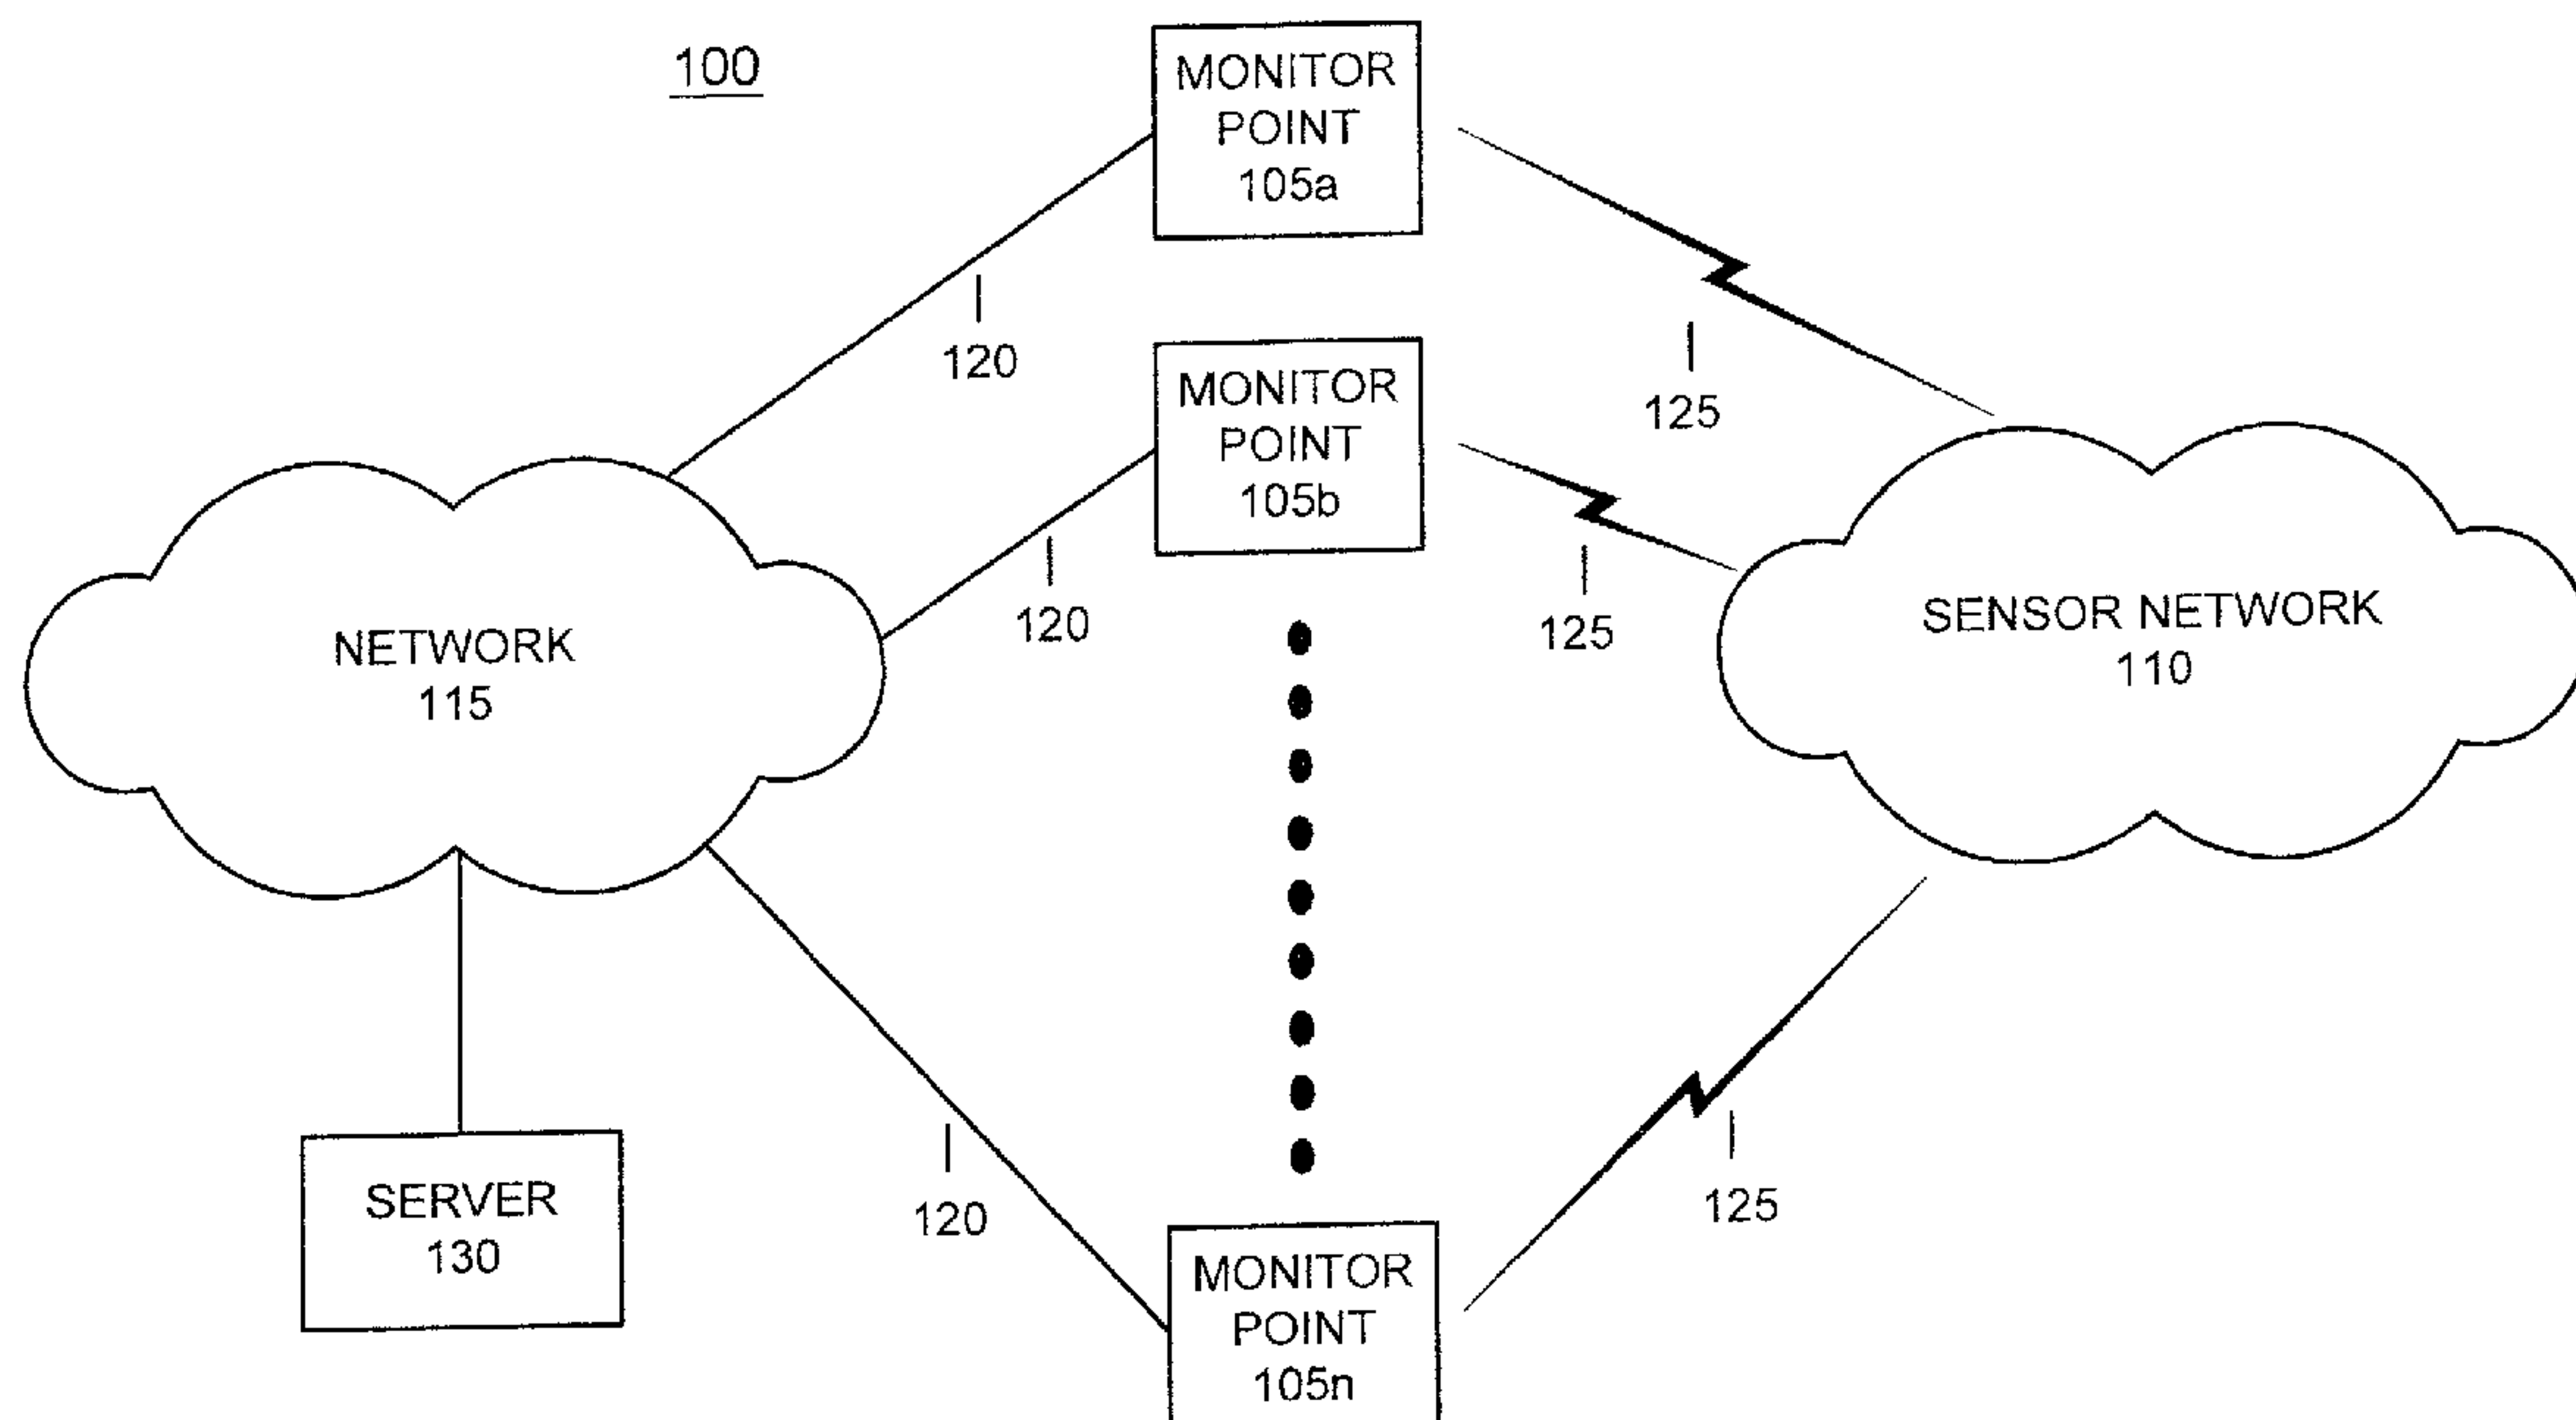 100
MONITOR
POINT
105a
120
125
MONITOR
POINT
105b
120
125
NETWORK
115
SENSOR NETWORK
110
SERVER
130
120
125
MONITOR
POINT
105n